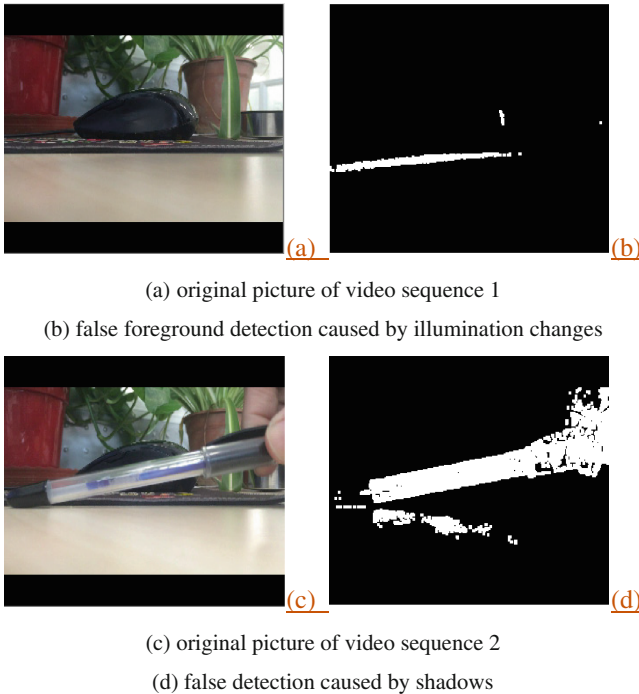 (a)
(b)
(a) original picture of video sequence 1
(b) false foreground detection caused by illumination changes
(c)
(d)
(c) original picture of video sequence 2
(d) false detection caused by shadows